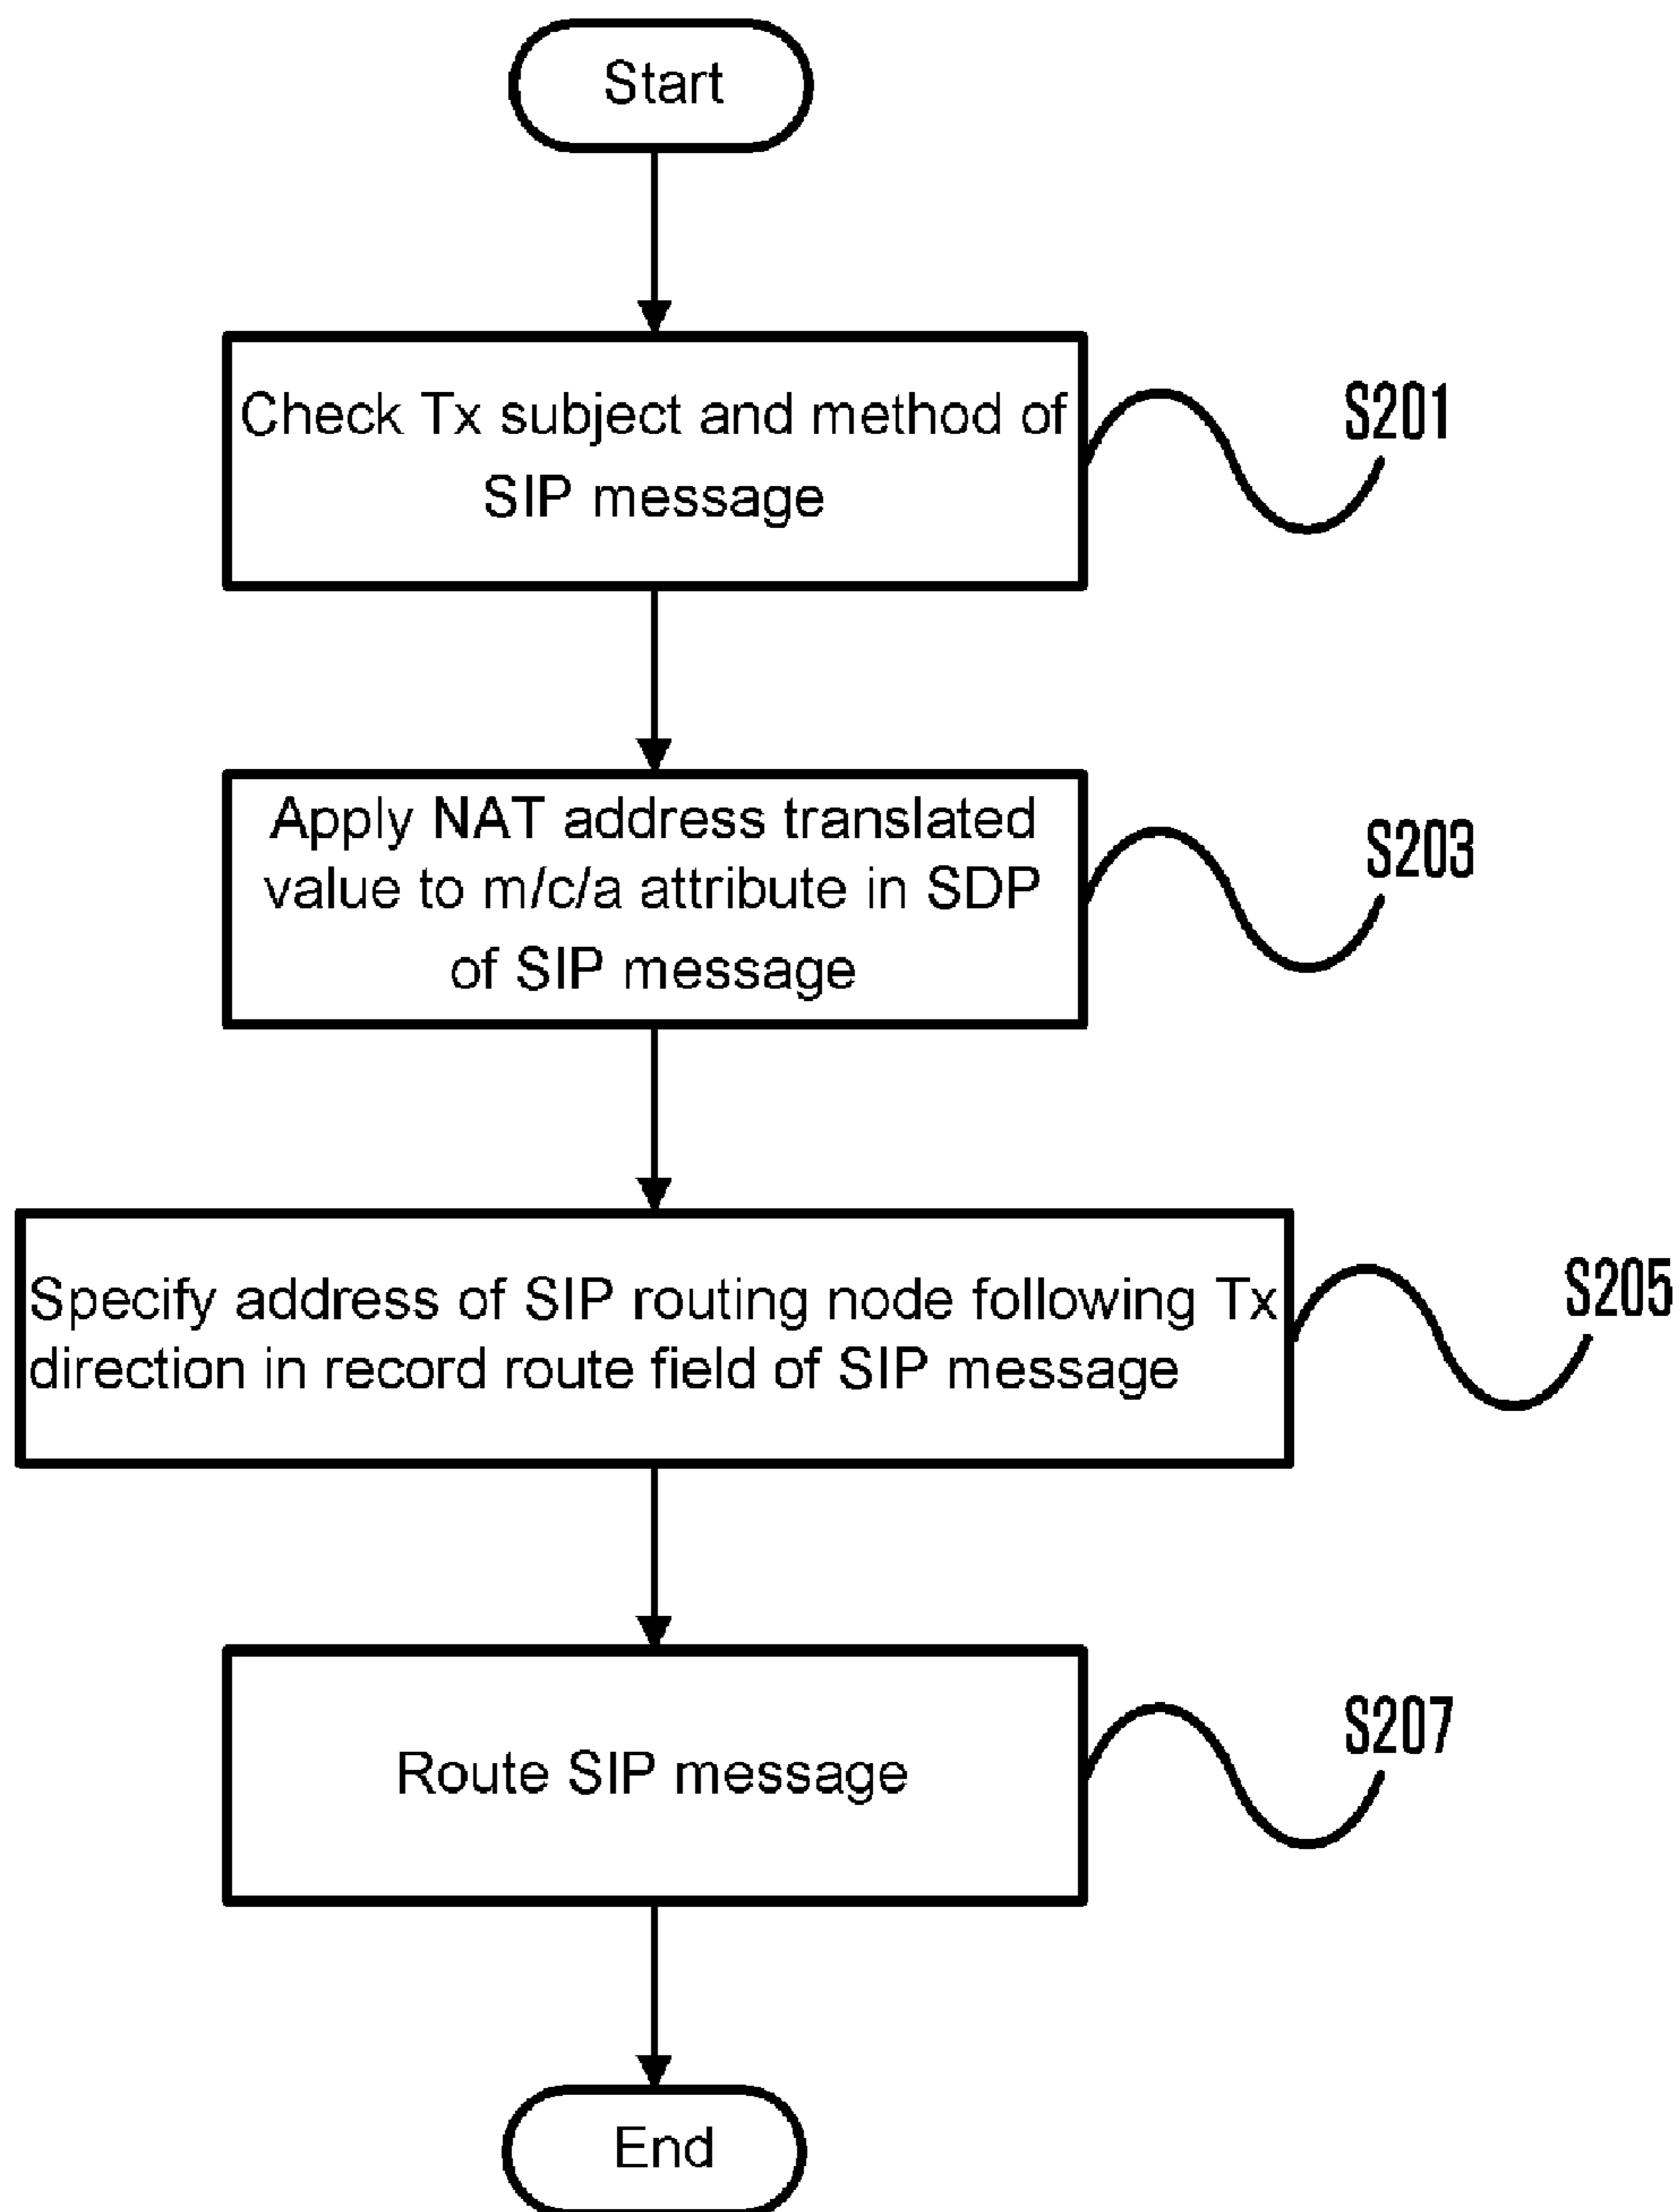 Start
Check Tx subject and method of
SIP message
S201
Apply NAT address translated
value to m/c/a attribute in SDP
of SIP message
S203
Specify address of SIP routing node following Tx
direction in record route field of SIP message
S205
Route SIP message
S207
End